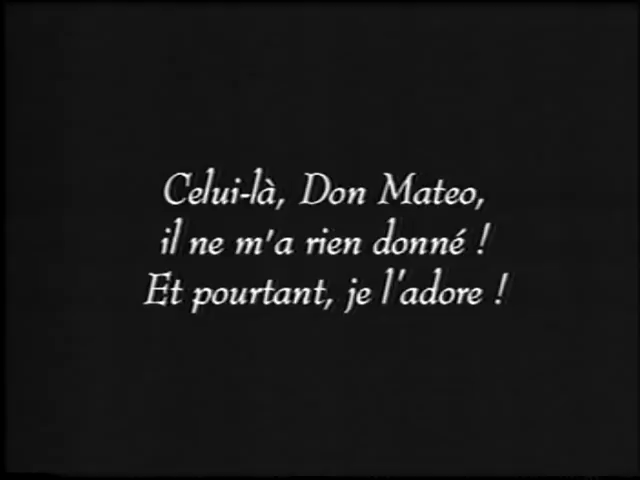 Celui-là, Don Mateo,
il ne m'a rien donné !
Et pourtant, je l'adore !